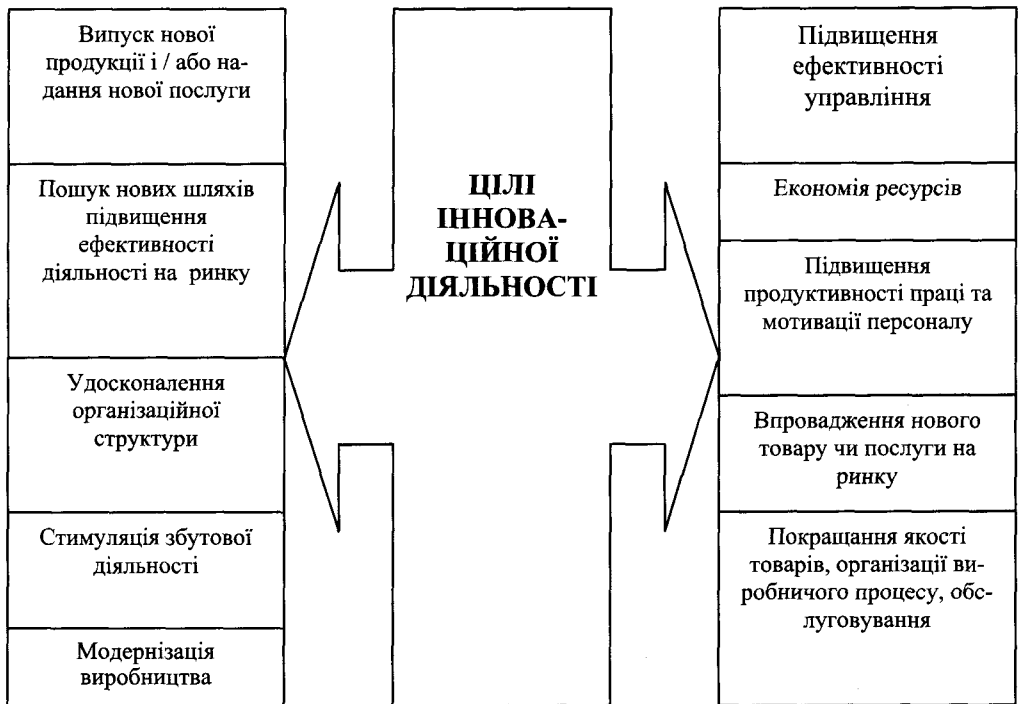 Випуск нової
продукції і / або на-
дання нової послуги
Пошук нових шляхів
підвищення
ефективності
діяльності на ринку
Удосконалення
організаційної
структури
Стимуляція збутової
діяльності
Модернізація
виробництва
ЦІЛІ
ІННОВА-
ЦІЙНОЇ
ДІЯЛЬНОСТІ
Підвищення
ефективності
управління
Економія ресурсів
Підвищення
продуктивності праці та
мотивації персоналу
Впровадження нового
товару чи послуги на
ринку
Покращання якості
товарів, організації ви-
робничого процесу, обс-
луговування